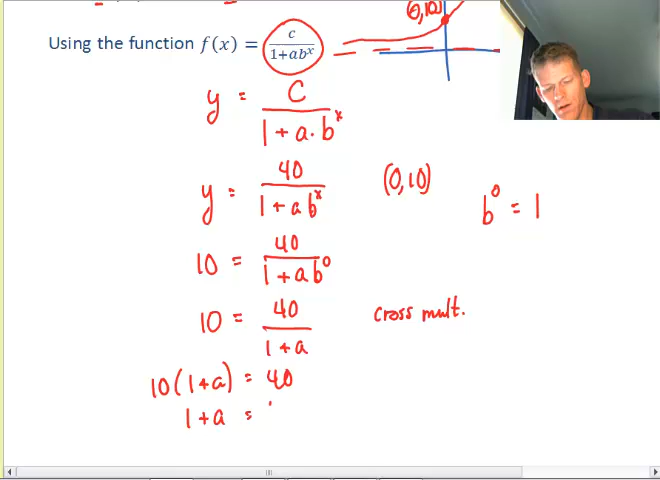 (0,10)
Using the function f(x) = c/(1+ab^x)
y = C/(1 + a · b^x)
y = 40/(1 + ab^x) (0,10)
b^0 = 1
10 = 40/(1 + ab^0)
10 = 40/(1 + a) cross mult.
10(1+a) = 40
1+a =